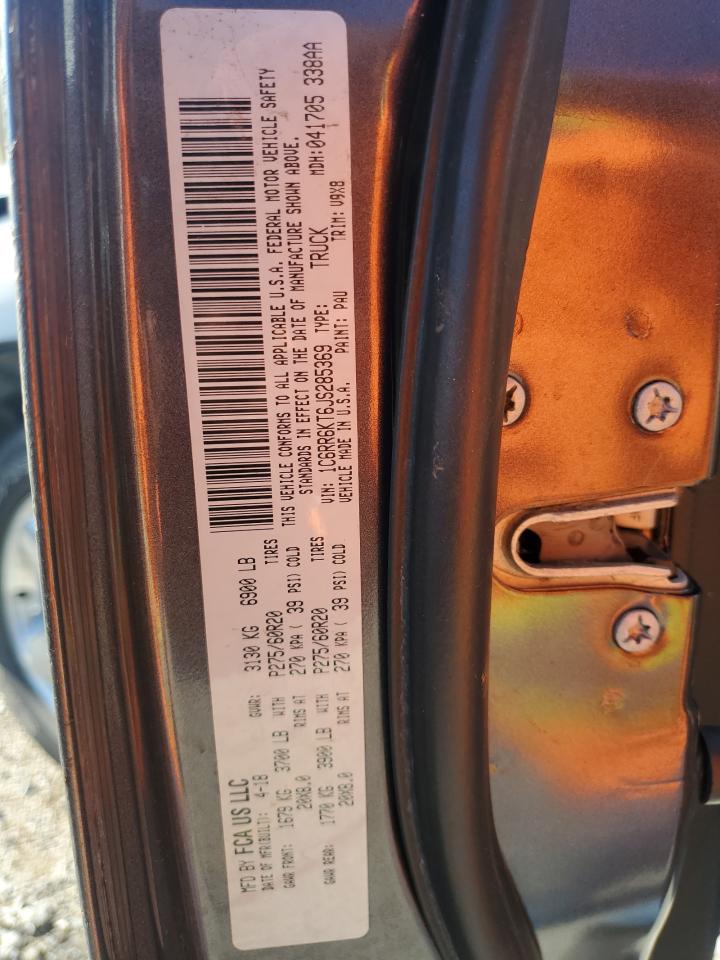 MFD BY FCA US LLC
DATE OF MFR(BUILT): 4-18 GVWR: 3130 KG 6900 LB
GAWR FRONT: 1679 KG 3700 LB WITH P275/60R20 TIRES
20X8.0 RIMS AT 270 KPA ( 39 PSI) COLD
GAWR REAR: 1770 KG 3900 LB WITH P275/60R20 TIRES
20X8.0 RIMS AT 270 KPA ( 39 PSI) COLD
THIS VEHICLE CONFORMS TO ALL APPLICABLE U.S.A. FEDERAL MOTOR VEHICLE SAFETY
STANDARDS IN EFFECT ON THE DATE OF MANUFACTURE SHOWN ABOVE.
VIN: 1C6RR6KT6JS285369 TYPE: TRUCK MDH:041705 338AA
VEHICLE MADE IN U.S.A. PAINT: PAU TRIM: V9X8